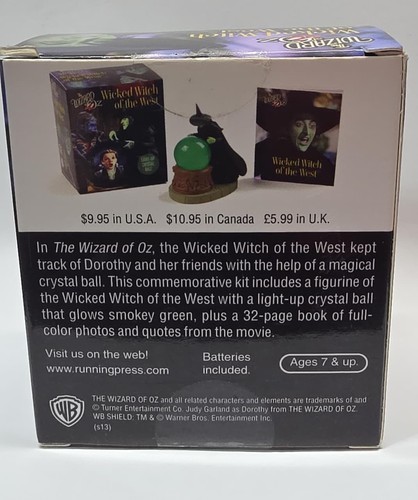 THE WIZARD OF OZ
Wicked Witch
of the West
Wicked Witch
of the West
$9.95 in U.S.A. $10.95 in Canada £5.99 in U.K.
In The Wizard of Oz, the Wicked Witch of the West kept
track of Dorothy and her friends with the help of a magical
crystal ball. This commemorative kit includes a figurine of
the Wicked Witch of the West with a light-up crystal ball
that glows smokey green, plus a 32-page book of full-
color photos and quotes from the movie.
Visit us on the web!
www.runningpress.com
Batteries
included.
Ages 7 & up.
WB
THE WIZARD OF OZ and all related characters and elements are trademarks of and
© Turner Entertainment Co. Judy Garland as Dorothy from THE WIZARD OF OZ.
WB SHIELD: TM & © Warner Bros. Entertainment Inc.
(s13)